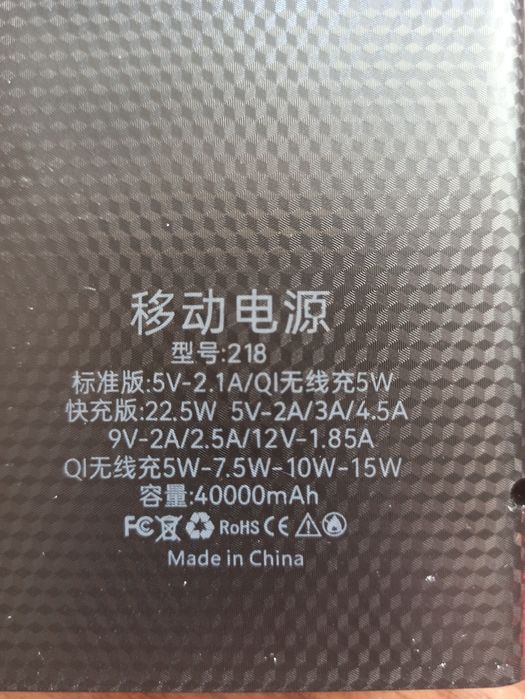 移动电源
型号:218
标准版:5V-2.1A/QI无线充5W
快充版:22.5W 5V-2A/3A/4.5A
9V-2A/2.5A/12V-1.85A
QI无线充5W-7.5W-10W-15W
容量:40000mAh
FC RoHS CE
Made in China